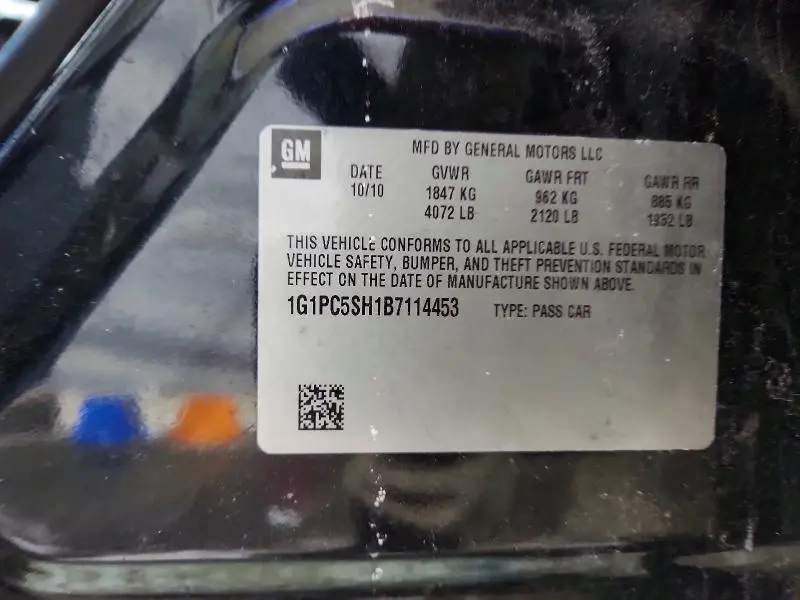 GM
MFD BY GENERAL MOTORS LLC
DATE GVWR GAWR FRT GAWR RR
10/10 1847 KG 962 KG 885 KG
4072 LB 2120 LB 1952 LB
THIS VEHICLE CONFORMS TO ALL APPLICABLE U.S. FEDERAL MOTOR
VEHICLE SAFETY, BUMPER, AND THEFT PREVENTION STANDARDS IN
EFFECT ON THE DATE OF MANUFACTURE SHOWN ABOVE.
1G1PC5SH1B7114453 TYPE: PASS CAR